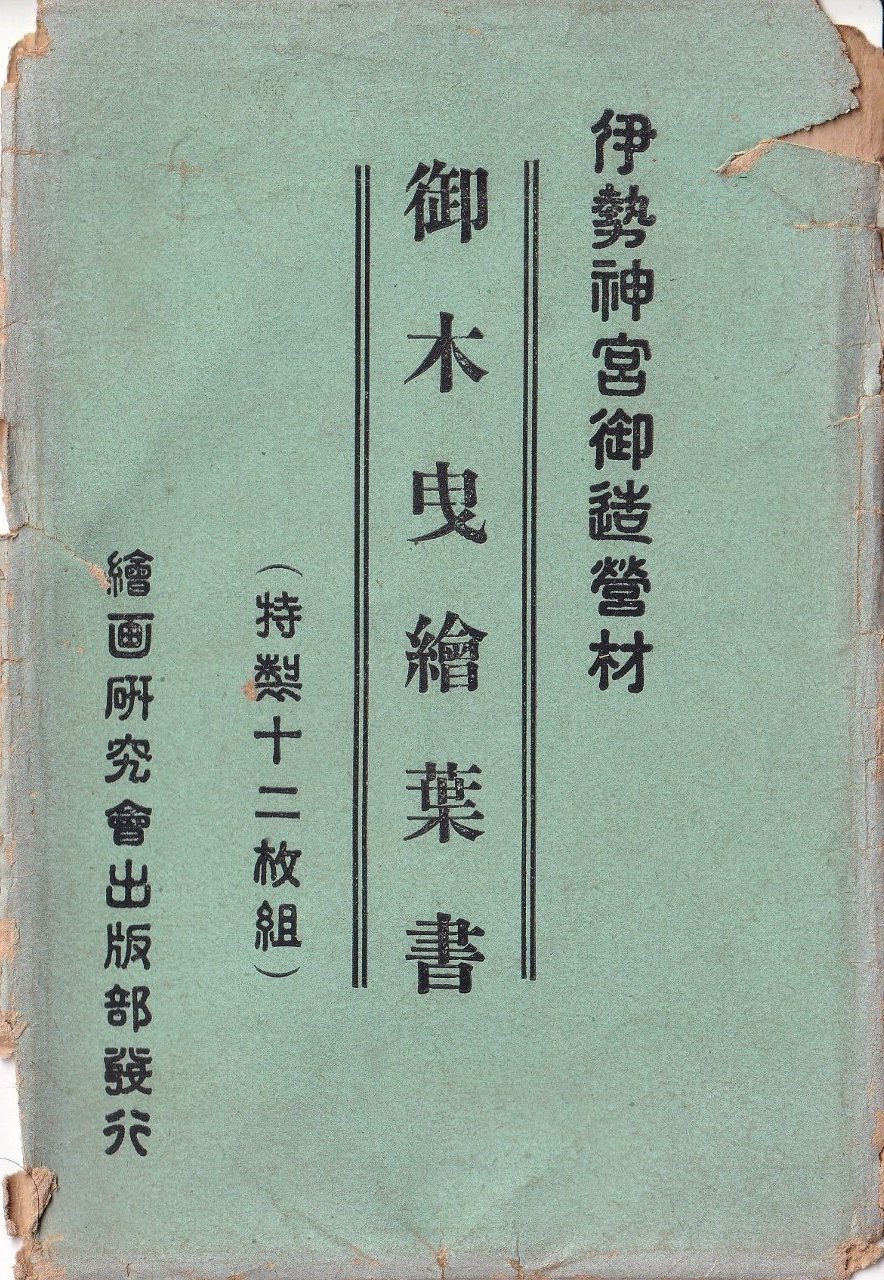 伊勢神宮御造營材
御木曳繪葉書
（特製十二枚組）
繪画研究會出版部發行